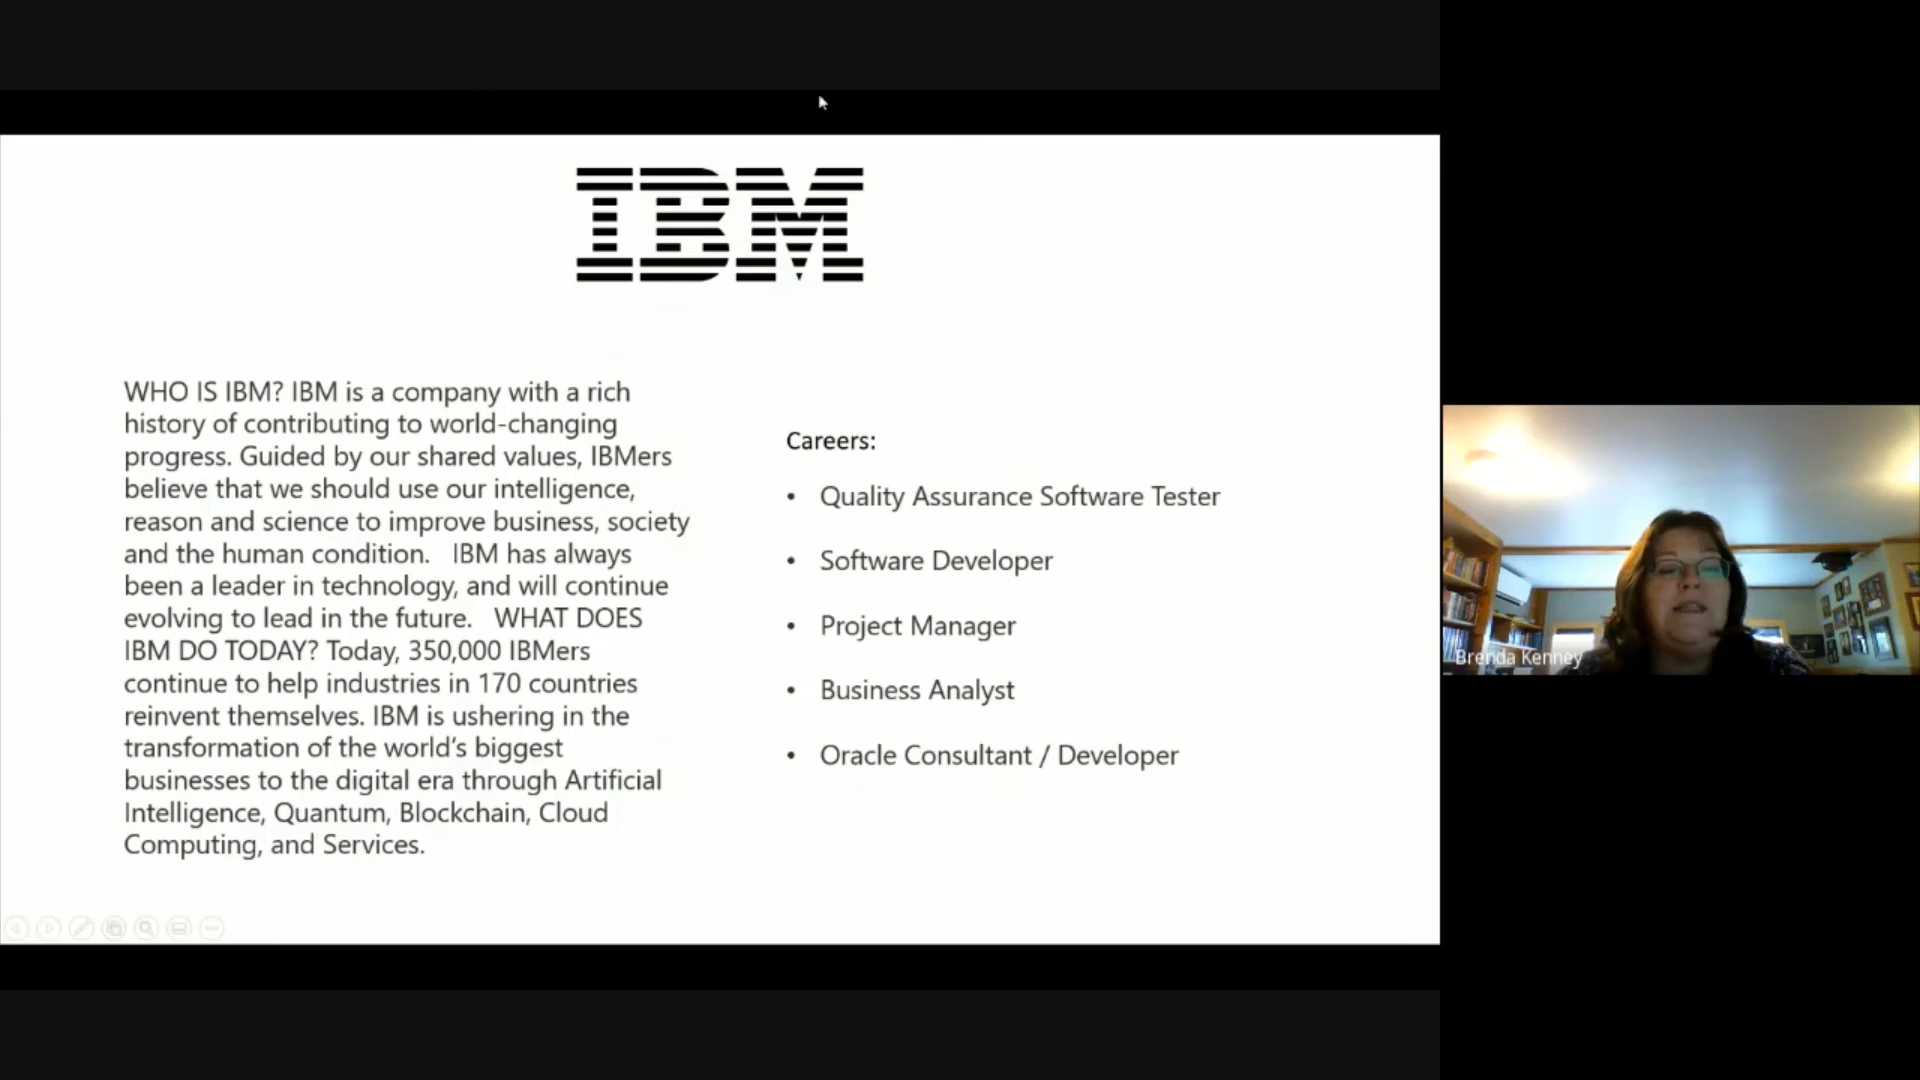 IBM
WHO IS IBM? IBM is a company with a rich
history of contributing to world-changing
progress. Guided by our shared values, IBMers
believe that we should use our intelligence,
reason and science to improve business, society
and the human condition.   IBM has always
been a leader in technology, and will continue
evolving to lead in the future.   WHAT DOES
IBM DO TODAY? Today, 350,000 IBMers
continue to help industries in 170 countries
reinvent themselves. IBM is ushering in the
transformation of the world’s biggest
businesses to the digital era through Artificial
Intelligence, Quantum, Blockchain, Cloud
Computing, and Services.
Careers:
• Quality Assurance Software Tester
• Software Developer
• Project Manager
• Business Analyst
• Oracle Consultant / Developer
Brenda Kenney